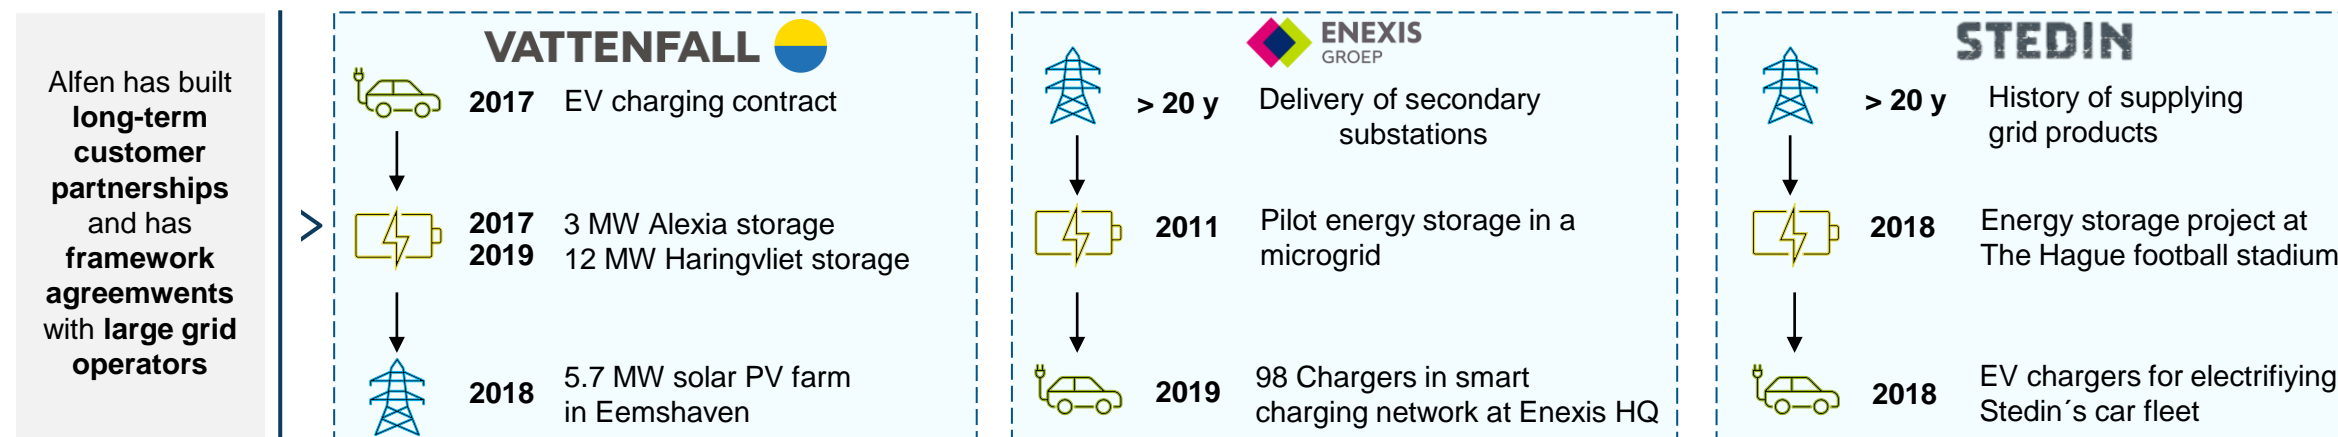 Alfen has built
long-term
customer
partnerships
and has
framework
agreemwents
with large grid
operators
VATTENFALL
2017 EV charging contract
2017 3 MW Alexia storage
2019 12 MW Haringvliet storage
2018 5.7 MW solar PV farm
in Eemshaven
ENEXIS
GROEP
> 20 y Delivery of secondary
substations
2011 Pilot energy storage in a
microgrid
2019 98 Chargers in smart
charging network at Enexis HQ
STEDIN
> 20 y History of supplying
grid products
2018 Energy storage project at
The Hague football stadium
2018 EV chargers for electrifiying
Stedin´s car fleet